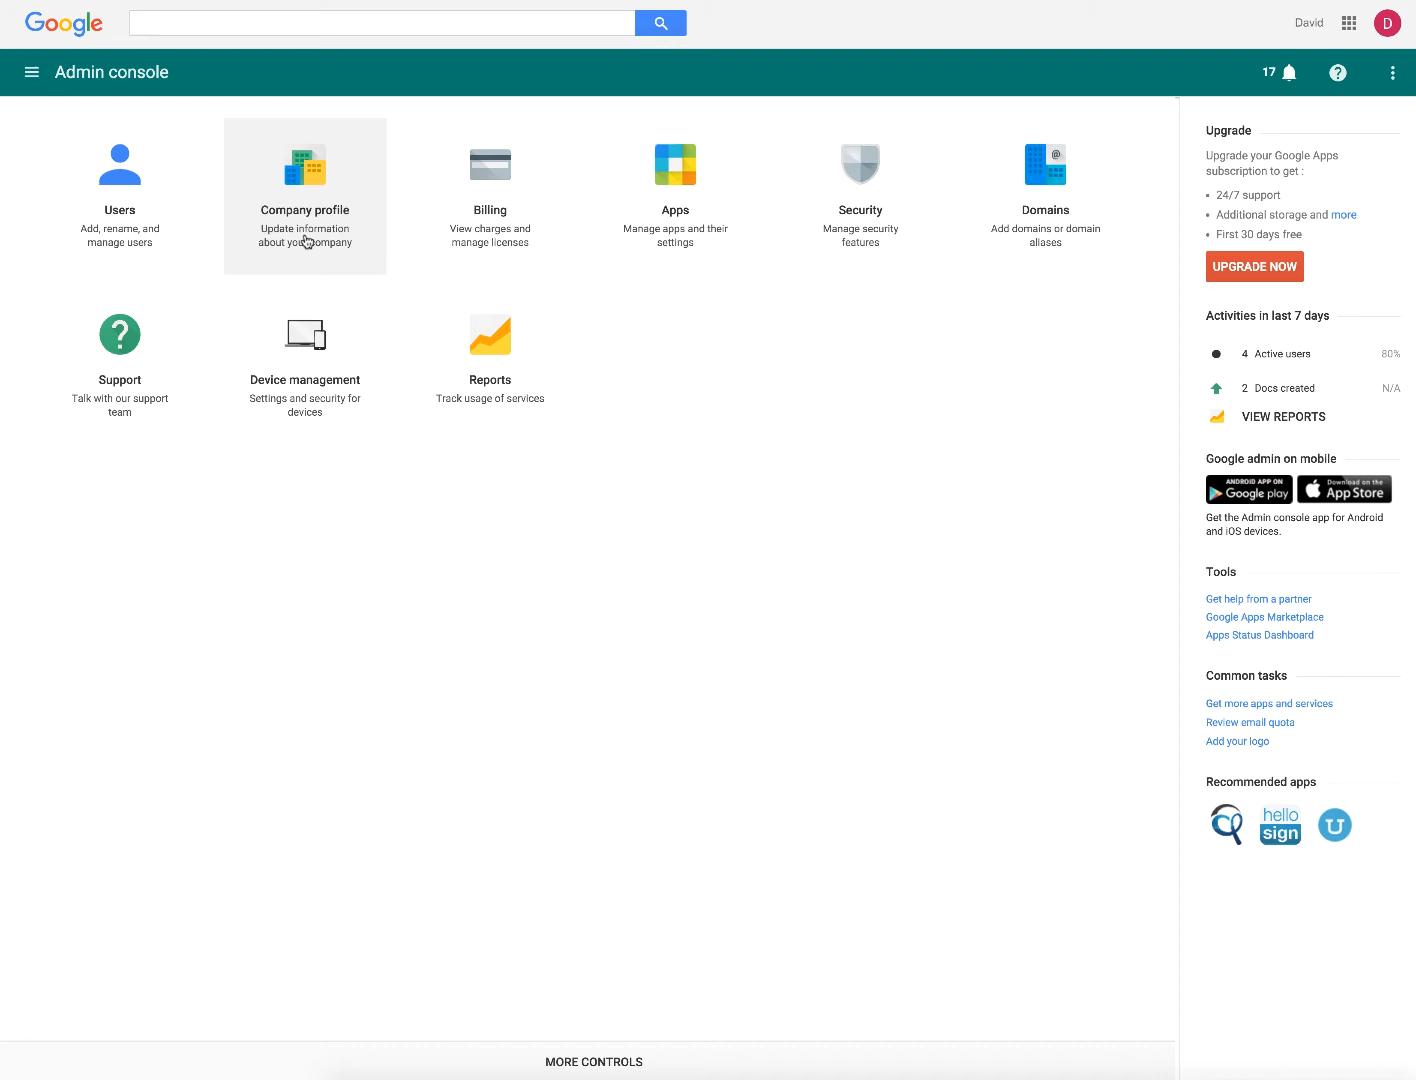 Google
David
D
Admin console
17
Users
Add, rename, and
manage users
Company profile
Update information
about your company
Billing
View charges and
manage licenses
Apps
Manage apps and their
settings
Security
Manage security
features
@
Domains
Add domains or domain
aliases
?
Support
Talk with our support
team
Device management
Settings and security for
devices
Reports
Track usage of services
MORE CONTROLS
Upgrade
Upgrade your Google Apps
subscription to get :
• 24/7 support
• Additional storage and more
• First 30 days free
UPGRADE NOW
Activities in last 7 days
4 Active users 80%
2 Docs created N/A
VIEW REPORTS
Google admin on mobile
ANDROID APP ON
Google play
Download on the
App Store
Get the Admin console app for Android
and iOS devices.
Tools
Get help from a partner
Google Apps Marketplace
Apps Status Dashboard
Common tasks
Get more apps and services
Review email quota
Add your logo
Recommended apps
hello
sign
U